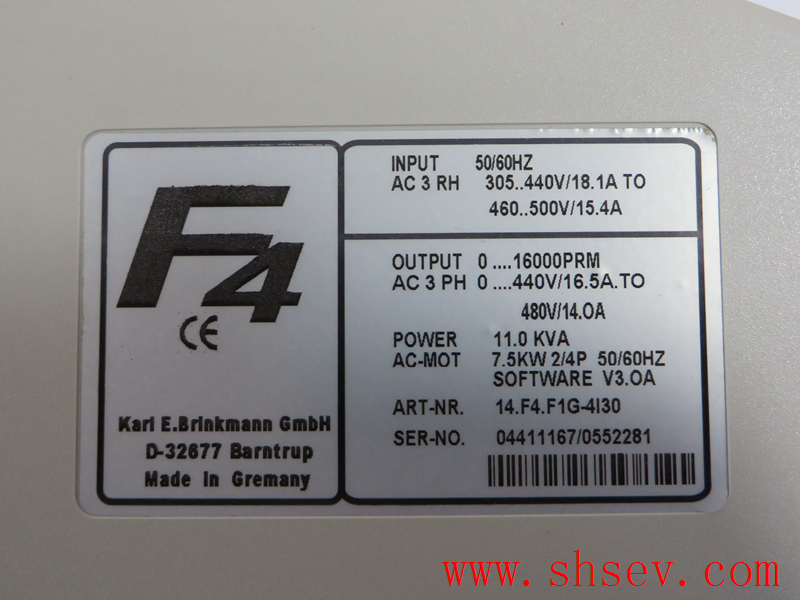 F4
CE
Karl E.Brinkmann GmbH
D-32677 Barntrup
Made in Gremany
INPUT 50/60HZ
AC 3 RH 305..440V/18.1A TO
460..500V/15.4A
OUTPUT 0....16000PRM
AC 3 PH 0....440V/16.5A.TO
480V/14.OA
POWER 11.0 KVA
AC-MOT 7.5KW 2/4P 50/60HZ
SOFTWARE V3.OA
ART-NR. 14.F4.F1G-4I30
SER-NO. 04411167/0552281
www.shsev.com